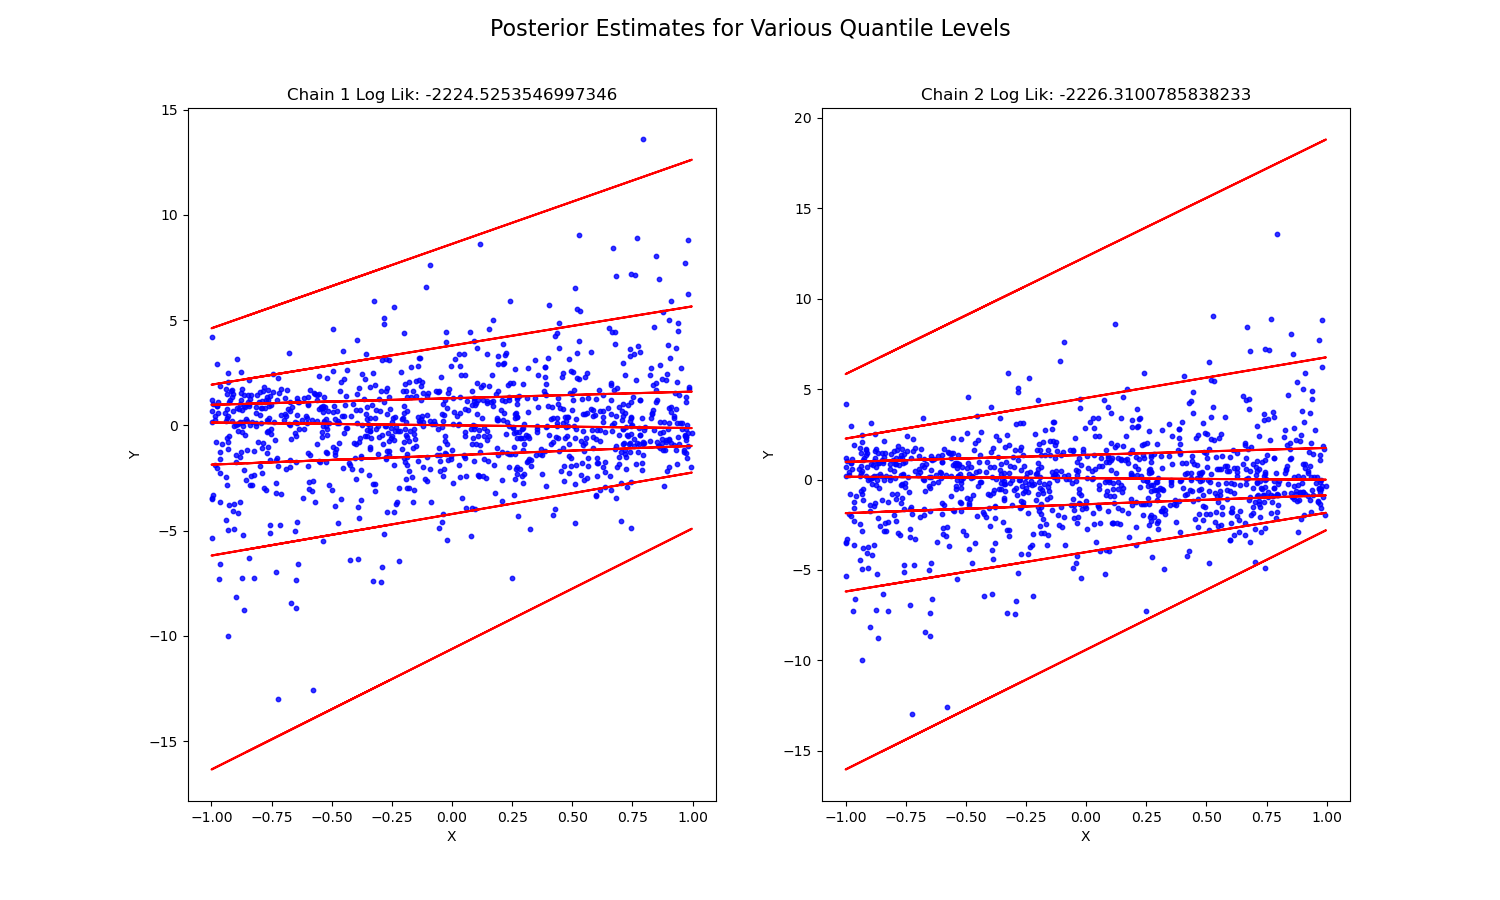 Posterior Estimates for Various Quantile Levels
Chain 1 Log Lik: -2224.5253546997346
Y
15
10
5
0
−5
−10
−15
−1.00 −0.75 −0.50 −0.25 0.00 0.25 0.50 0.75 1.00
X
Chain 2 Log Lik: -2226.3100785838233
Y
20
15
10
5
0
−5
−10
−15
−1.00 −0.75 −0.50 −0.25 0.00 0.25 0.50 0.75 1.00
X